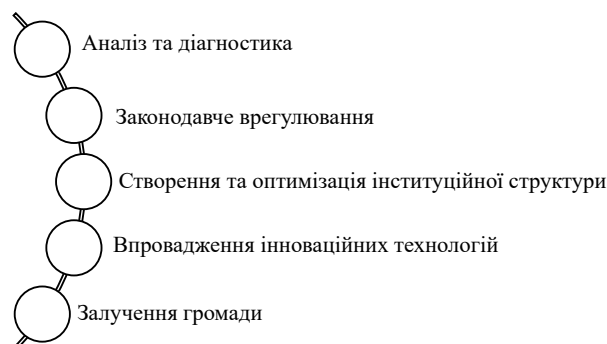 Аналіз та діагностика
Законодавче врегулювання
Створення та оптимізація інституційної структури
Впровадження інноваційних технологій
Залучення громади